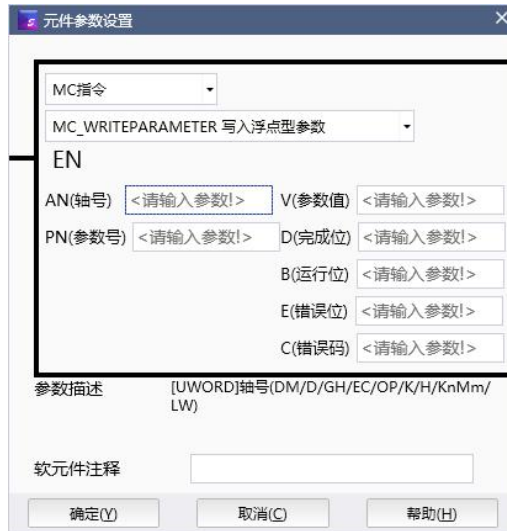 元件参数设置
MC指令
MC_WRITEPARAMETER 写入浮点型参数
EN
AN(轴号) <请输入参数!> V(参数值) <请输入参数!>
PN(参数号) <请输入参数!> D(完成位) <请输入参数!>
B(运行位) <请输入参数!>
E(错误位) <请输入参数!>
C(错误码) <请输入参数!>
参数描述 [UWORD]轴号(DM/D/GH/EC/OP/K/H/KnMm/
LW)
软元件注释
确定(Y) 取消(C) 帮助(H)